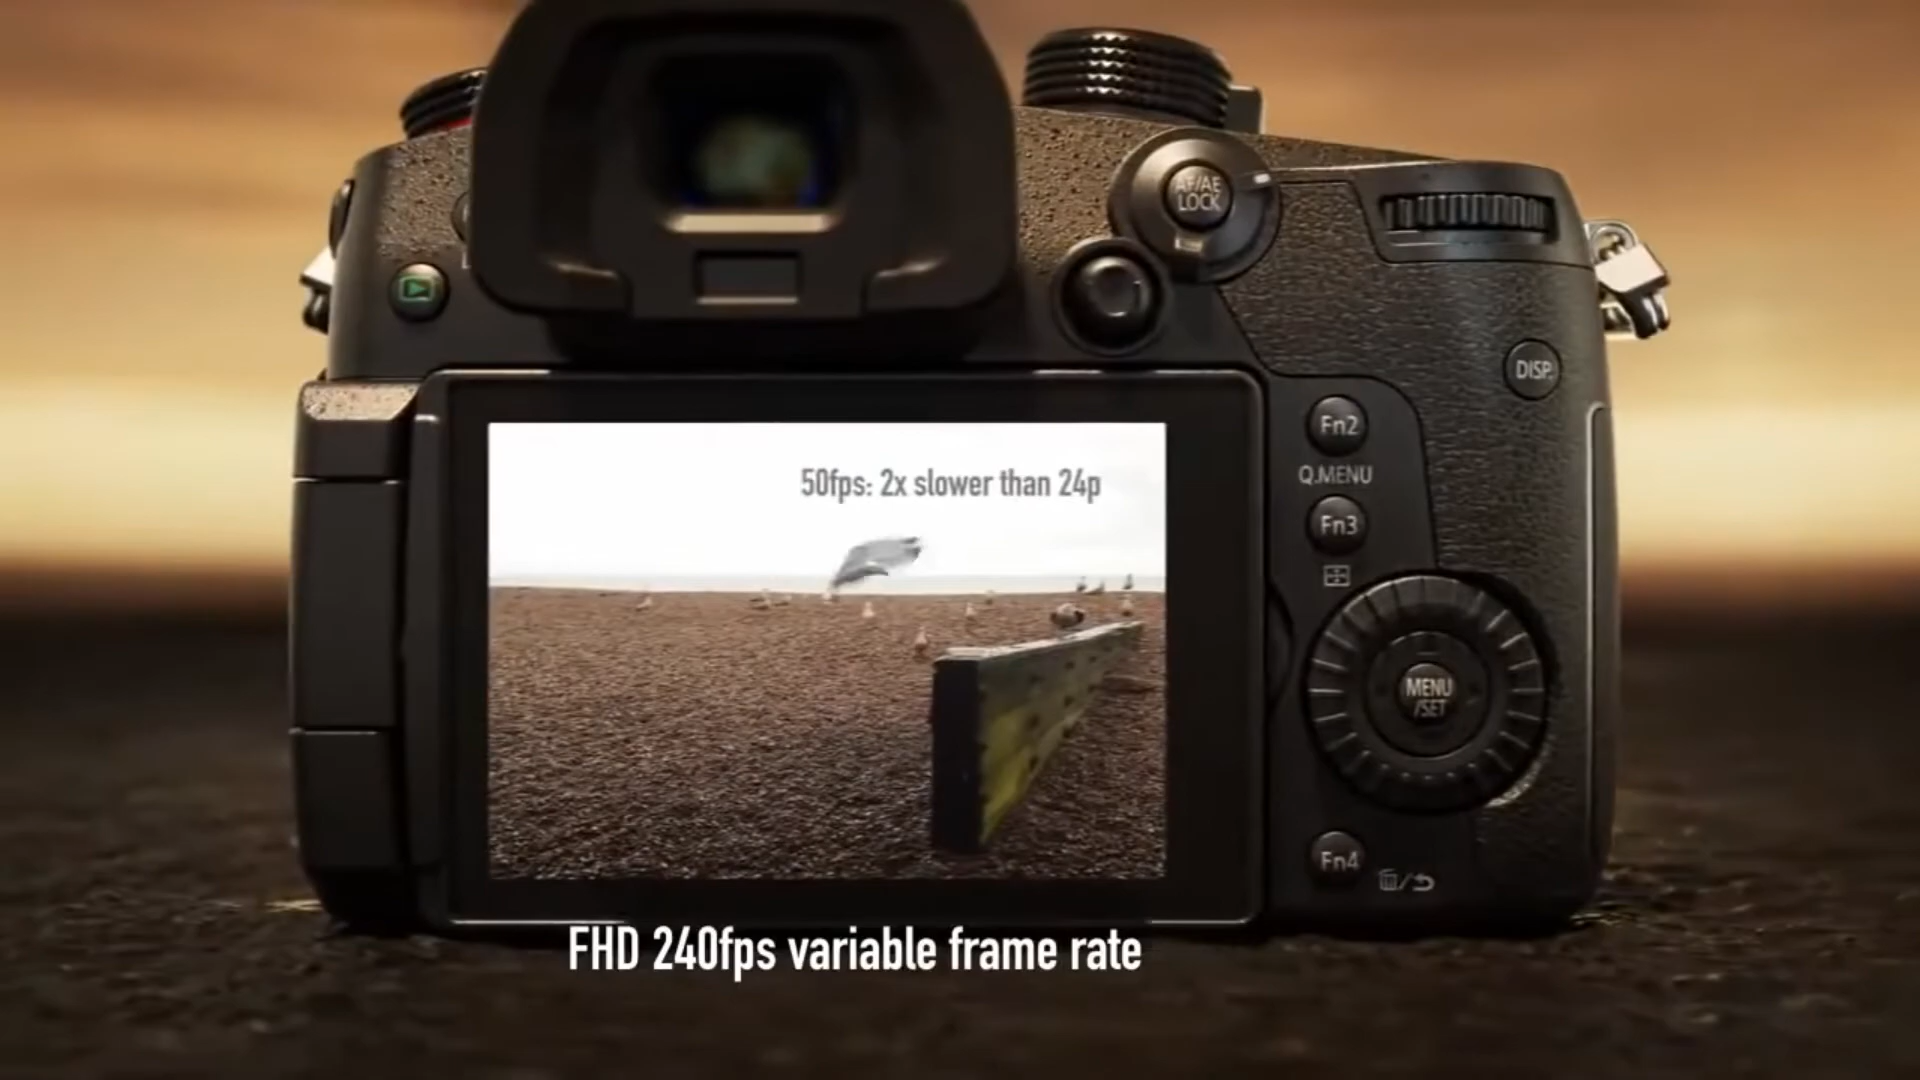 AF/AE
LOCK
DISP.
50fps: 2x slower than 24p
Fn2
Q.MENU
Fn3
MENU
/SET
Fn4
FHD 240fps variable frame rate